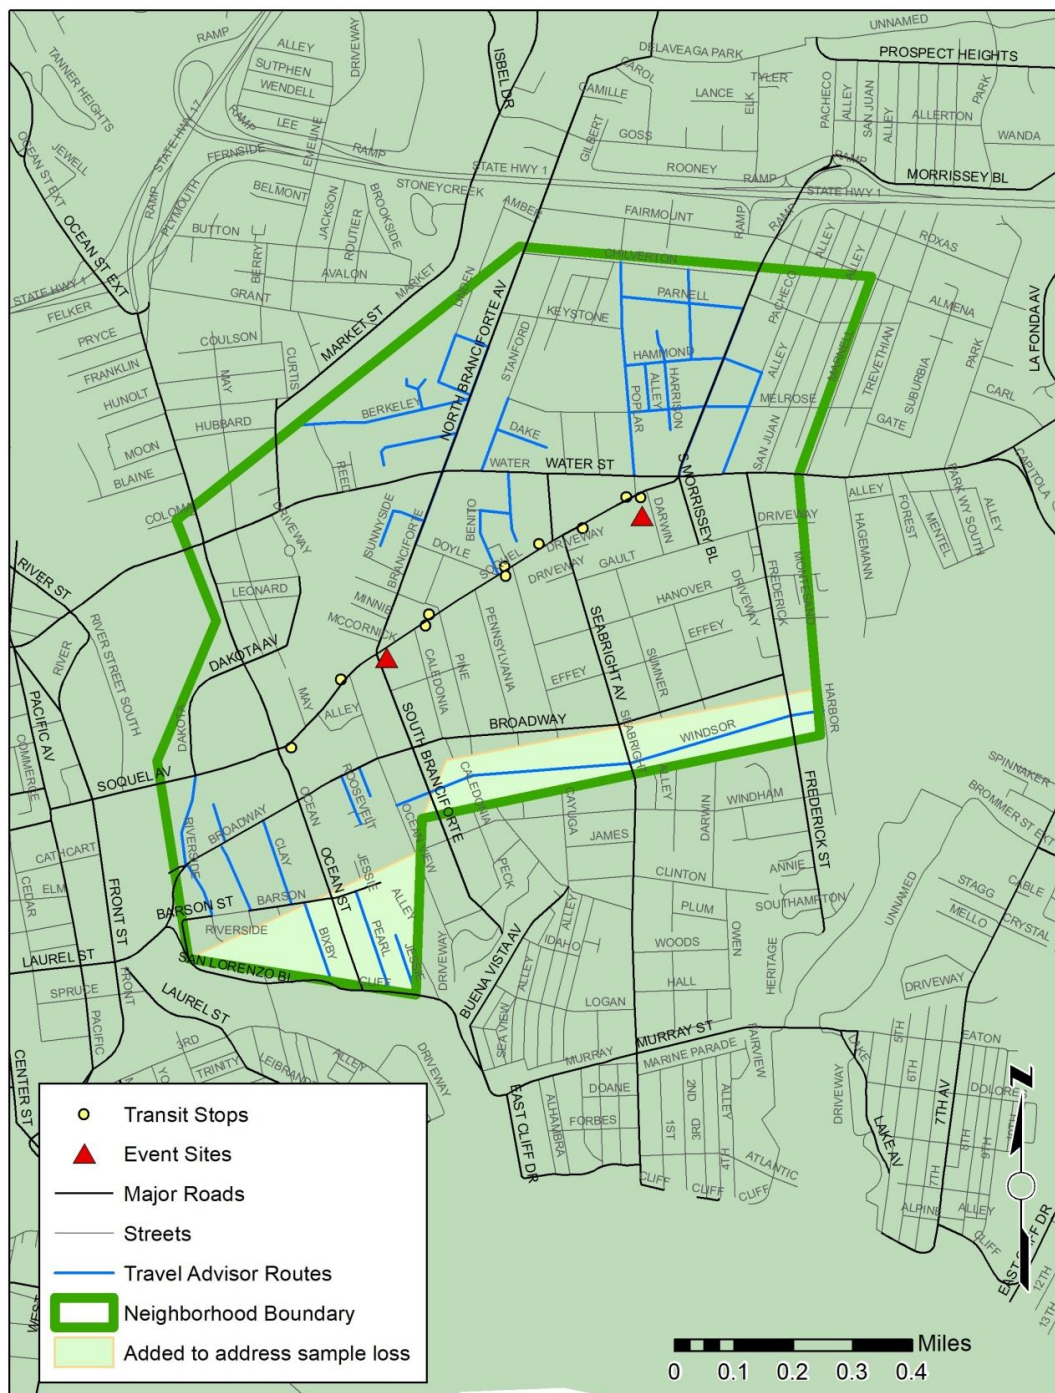 UNNAMED
RAMP
ALLEY
DRIVEWAY
ISBEL DR
DELAVEAGA PARK
PROSPECT HEIGHTS
TANNER HEIGHTS
SUTPHEN
WENDELL
CAROL
CAMILLE
LANCE
TYLER
ELK
PACHECO
ALLEY
SAN JUAN
ALLEY
ALLERTON
PARK
WANDA
STATE HWY 17
RAMP
LEE
EMELINE
RAMP
GILBERT
GOSS
JEWELL
OCEAN ST EXT
FERNSIDE
STATE HWY 1
ROONEY
RAMP
RAMP
MORRISSEY BL
STATE HWY 1
RAMP
PLYMOUTH
BELMONT
JACKSON
ROUTIER
BROOKSIDE
STONEYCREEK
AMBER
FAIRMOUNT
RAMP
RAMP
ALLEY
ALLEY
ROXAS
OCEAN ST EXT
BUTTON
BERRY
AVALON
MARKET
LINDEN
CHILVERTON
STATE HWY 1
FELKER
GRANT
MARKET ST
NORTH BRANCIFORTE AV
KEYSTONE
PARNELL
PACHECO
ALMENA
LA FONDA AV
PRYCE
COULSON
CURTIS
STANFORD
HAMMOND
ALLEY
MARNELL
TREVETHIAN
PARK
FRANKLIN
MAY
BERKELEY
POPLAR
ALLEY
HARRISON
MELROSE
SUBURBIA
CARL
HUNOLT
HUBBARD
DAKE
SAN JUAN
GATE
MOON
BLAINE
REED
WATER
WATER ST
S MORRISSEY BL
CAPITOLA
COLOMA
DRIVEWAY
SUNNYSIDE
BRANCIFORTE
BENITO
DOYLE
SOQUEL
DRIVEWAY
DRIVEWAY
DARWIN
GAULT
DRIVEWAY
ALLEY
HAGEMANN
FOREST
MENTEL
PARK WY SOUTH
ALLEY
RIVER ST
LEONARD
MINNIE
MCCORNICK
PENNSYLVANIA
HANOVER
DRIVEWAY
FREDERICK
RIVER
RIVER STREET SOUTH
DAKOTA AV
CALEDONIA
PINE
EFFEY
SEABRIGHT AV
SUMNER
EFFEY
PACIFIC AV
COMMERCE
DAKOTA
MAY
ALLEY
SOUTH BRANCIFORTE
BROADWAY
SEABRIGHT
WINDSOR
HARBOR
SOQUEL AV
RIVERSIDE
BROADWAY
OCEAN
ROOSEVELT
CALEDONIA
CAYUGA
ALLEY
DARWIN
WINDHAM
FREDERICK ST
SPINNAKER
BROMMER ST EXT
CATHCART
CEDAR
ELM
FRONT ST
CLAY
OCEAN ST
JESSIE
OCEAN VIEW
JAMES
PECK
CLINTON
ANNIE
SOUTHAMPTON
UNNAMED
STAGG
CABLE
MELLO
CRYSTAL
BARSON ST
BARSON
RIVERSIDE
BIXBY
PEARL
ALLEY
JESSIE
DRIVEWAY
BUENA VISTA AV
ALLEY
IDAHO
PLUM
OWEN
WOODS
HERITAGE
LAUREL ST
SAN LORENZO BL
CLIFF
ALLEY
HALL
DRIVEWAY
SPRUCE
FRONT
PACIFIC
LAUREL ST
SEA VIEW
LOGAN
MURRAY ST
CENTER ST
3RD
TRINITY
ALLEY
DRIVEWAY
MURRAY
MARINE PARADE
FAIRVIEW
LAKE
5TH
EATON
EAST CLIFF DR
ALHAMBRA
DOANE
FORBES
1ST
2ND
3RD
ALLEY
4TH
ATLANTIC
DRIVEWAY
LAKE AV
6TH
7TH AV
8TH
9TH
7TH
CLIFF
CLIFF
CLIFF
ALPINE
ALLEY
CLIFF
EAST CLIFF DR
12TH
13TH
N
Transit Stops
Event Sites
Major Roads
Streets
Travel Advisor Routes
Neighborhood Boundary
Added to address sample loss
Miles
0 0.1 0.2 0.3 0.4